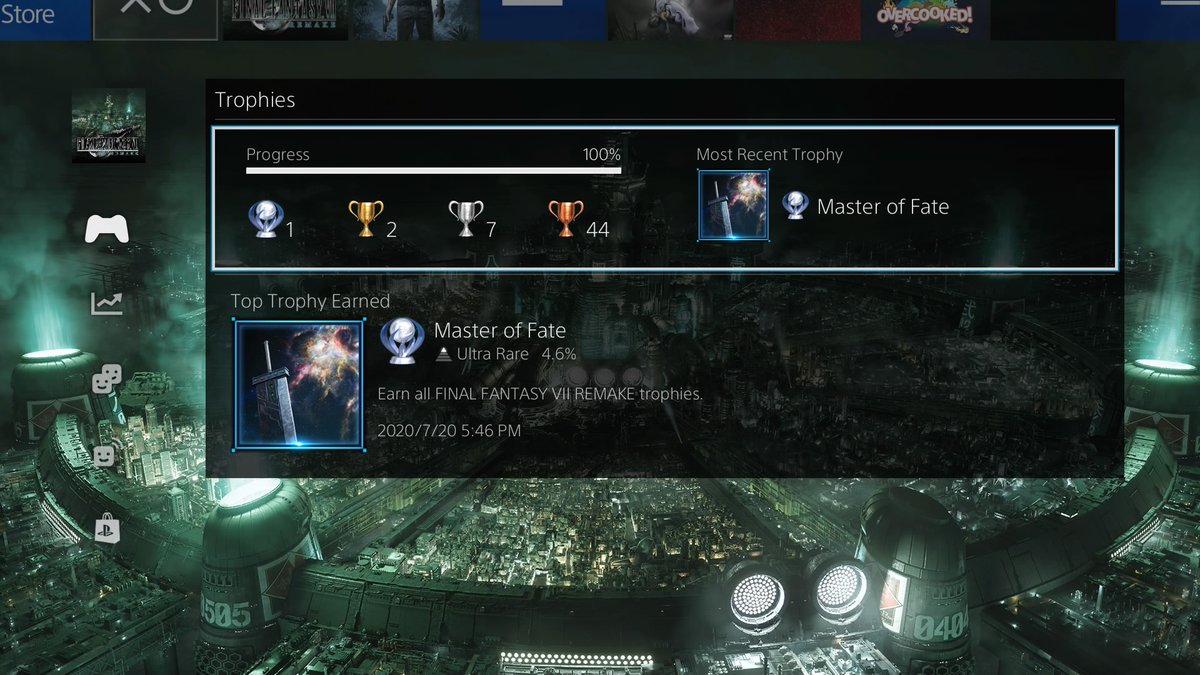 Store
REMAKE
OVERCOOKED!
Trophies
Progress
100%
Most Recent Trophy
1
2
7
44
Master of Fate
Top Trophy Earned
Master of Fate
Ultra Rare 4.6%
Earn all FINAL FANTASY VII REMAKE trophies.
2020/7/20 5:46 PM
0404